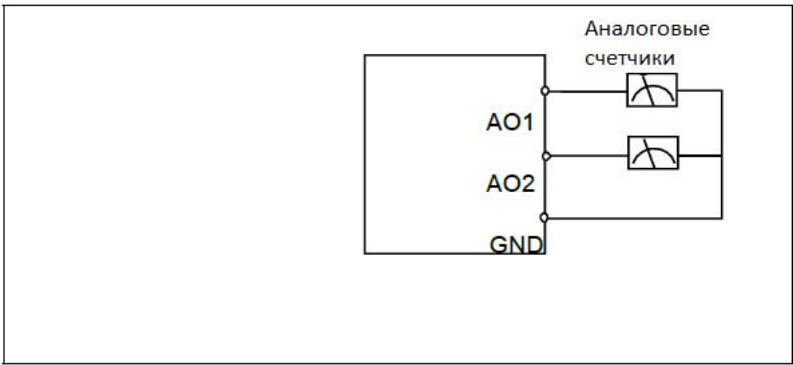 Аналоговые
счетчики
AO1
AO2
GND